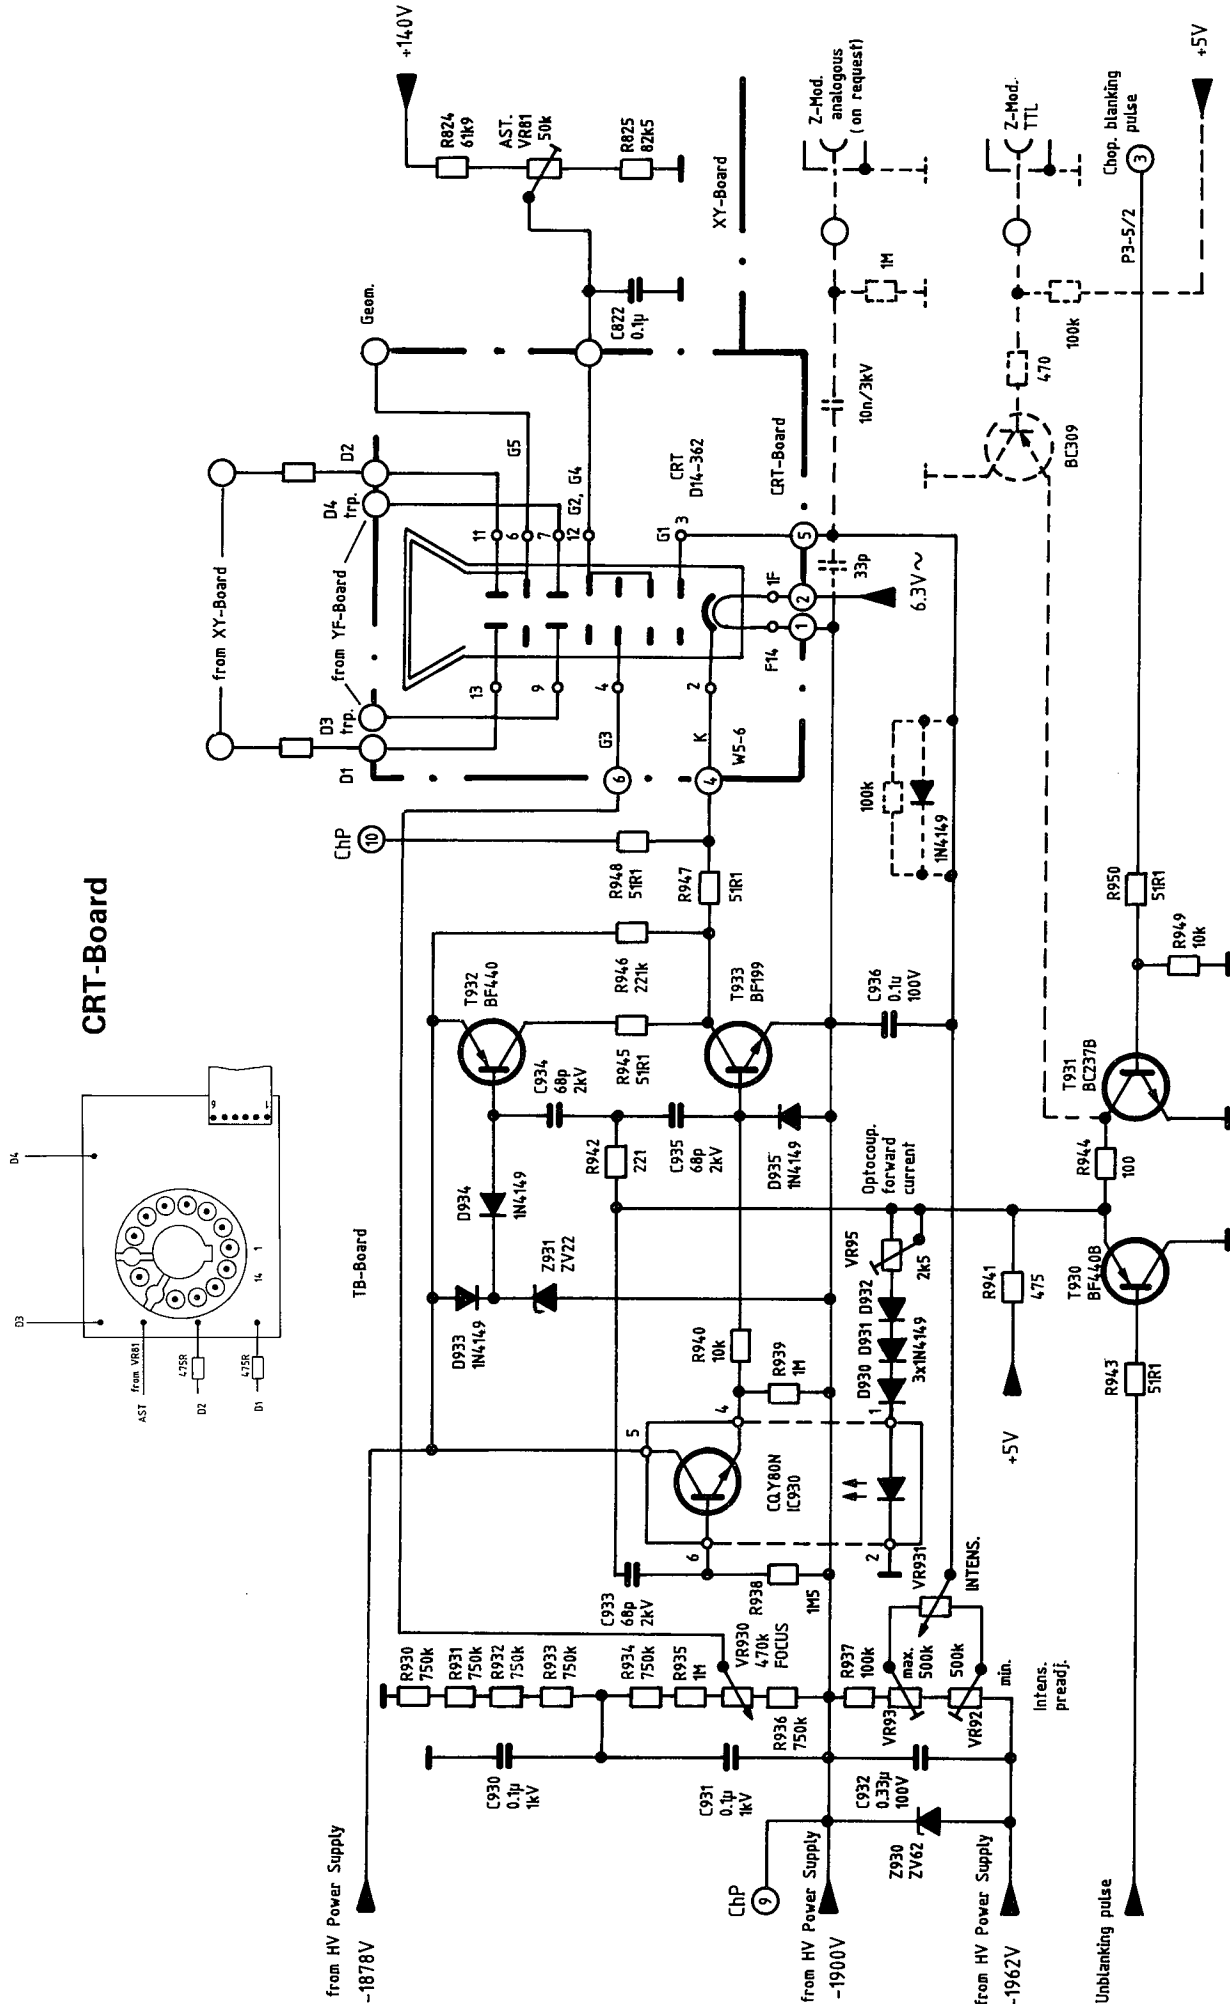 CRT-Board
D4
D3
6
1
1
14
475R
475R
AST
from VR81
D2
D1
TB-Board
+140V
R824
61k9
AST.
VR81
50k
R825
82k5
XY-Board
Geom.
C822
0.1µ
from XY-Board
from YF-Board
D1
D3
trp.
D4
trp.
D2
G5
G2, G4
11
6
7
12
G1
3
CRT
D14-362
CRT-Board
13
9
4
2
G3
K
W5-6
F14
1F
6
4
1
2
5
6.3V~
33p
10n/3kV
1M
Z-Mod.
analogous
(on request)
Z-Mod.
TTL
100k
470
BC309
Chop. blanking
pulse
3
P3-5/2
+5V
ChP
10
R948
51R1
R947
51R1
R946
221k
R945
51R1
T932
BF440
T933
BF199
C936
0.1u
100V
100k
1N4149
C934
68p
2kV
R942
221
C935
68p
2kV
D935
1N4149
D934
1N4149
Z931
ZV22
D933
1N4149
R940
10k
R939
1M
4
5
6
CQY80N
IC930
1
2
Optocoup.
forward
current
VR95
2k5
D930
D931
D932
3x1N4149
R941
475
+5V
R944
100
T931
BC237B
R950
51R1
R949
10k
T930
BF440B
R943
51R1
C933
68p
2kV
R938
1M5
VR931
INTENS.
R930
750k
R931
750k
R932
750k
R933
750k
R934
750k
R935
1M
VR930
470k
FOCUS
R936
750k
R937
100k
max.
500k
VR93
500k
VR92
min.
Intens.
preadj.
C930
0.1µ
1kV
C931
0.1µ
1kV
C932
0.33µ
100V
Z930
ZV62
ChP
9
from HV Power Supply
-1878V
from HV Power Supply
-1900V
from HV Power Supply
-1962V
Unblanking pulse